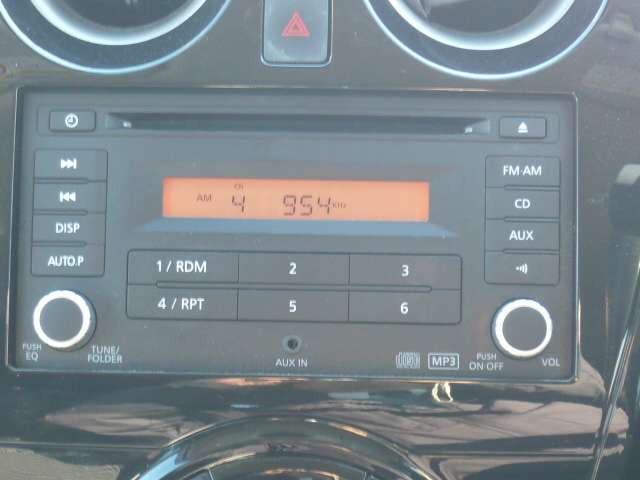 AM CH 4 954 KHz
FM·AM
CD
DISP
AUX
AUTO.P
1 / RDM 2 3
4 / RPT 5 6
PUSH EQ
TUNE/ FOLDER
AUX IN
MP3
PUSH ON·OFF
VOL